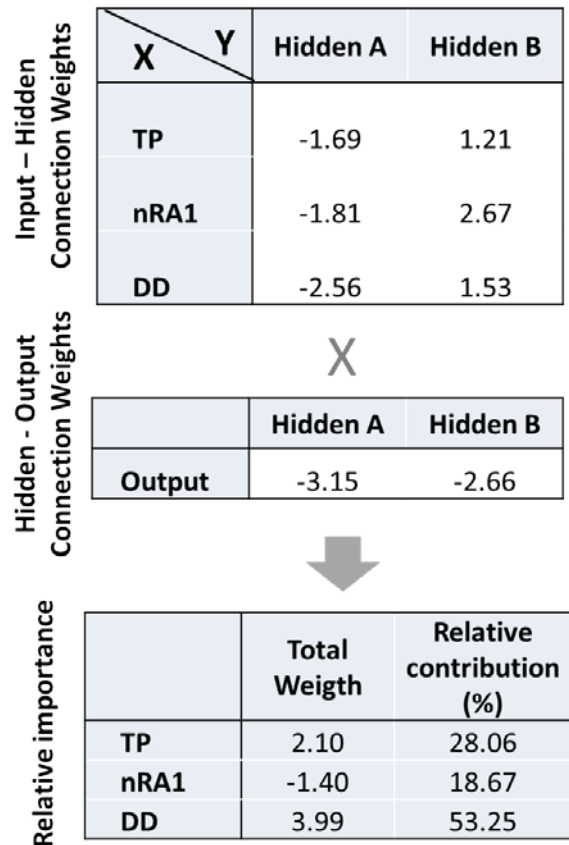 Input – Hidden
Connection Weights
X Y Hidden A Hidden B
TP -1.69 1.21
nRA1 -1.81 2.67
DD -2.56 1.53
X
Hidden - Output
Connection Weights
Hidden A Hidden B
Output -3.15 -2.66
Relative importance
Total
Weigth
Relative
contribution
(%)
TP 2.10 28.06
nRA1 -1.40 18.67
DD 3.99 53.25